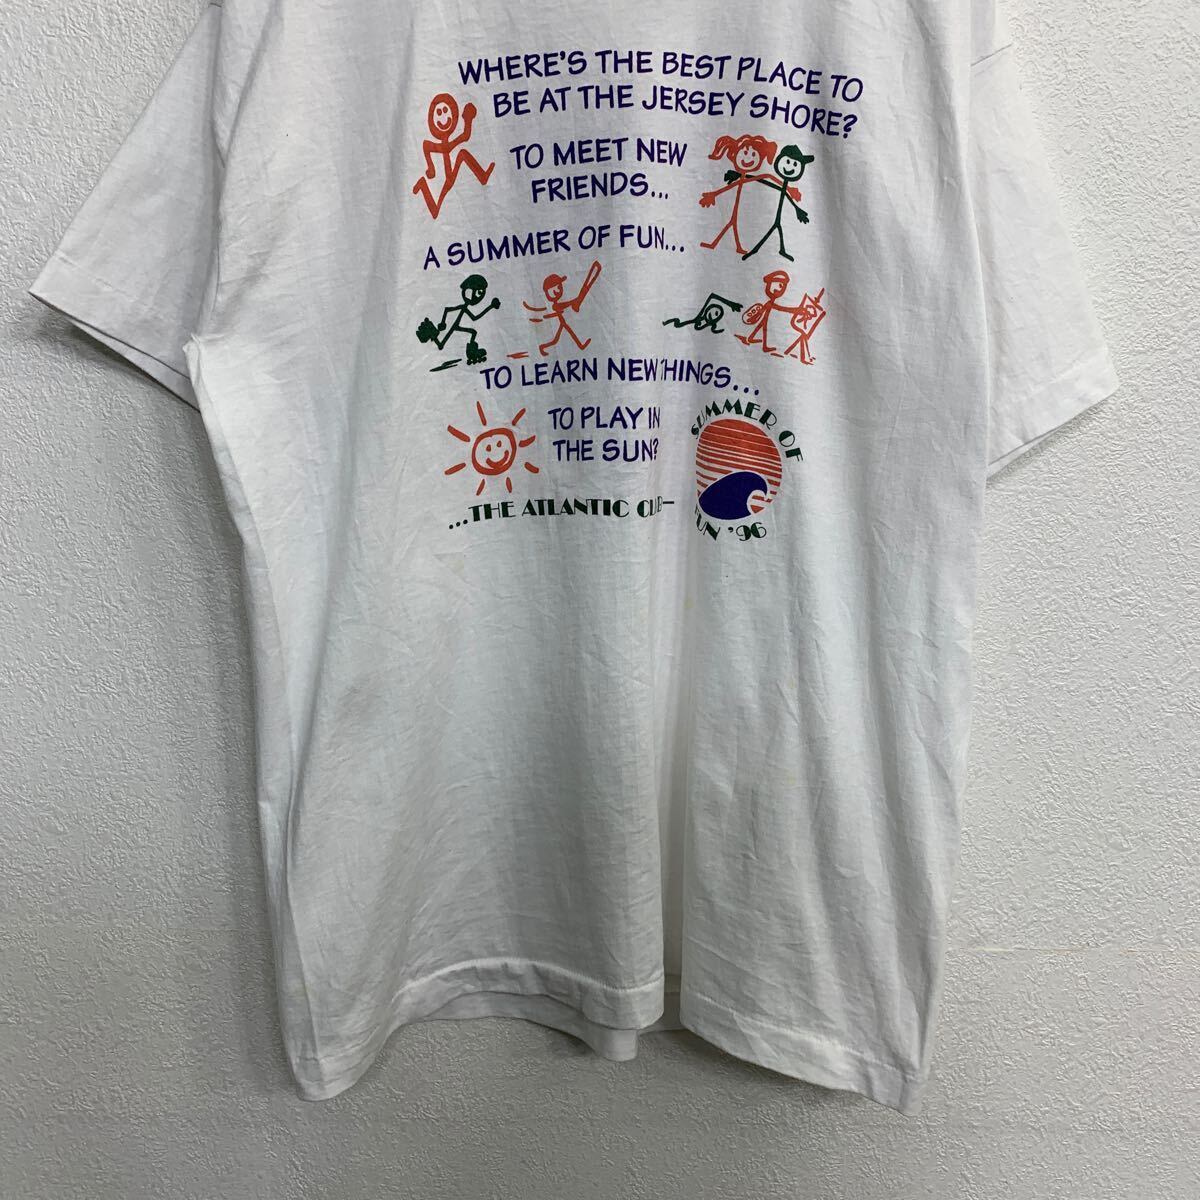 WHERE'S THE BEST PLACE TO
BE AT THE JERSEY SHORE?
TO MEET NEW
FRIENDS...
A SUMMER OF FUN...
TO LEARN NEW THINGS...
TO PLAY IN
THE SUN?
...THE ATLANTIC CLUB—
SUMMER OF
FUN '96